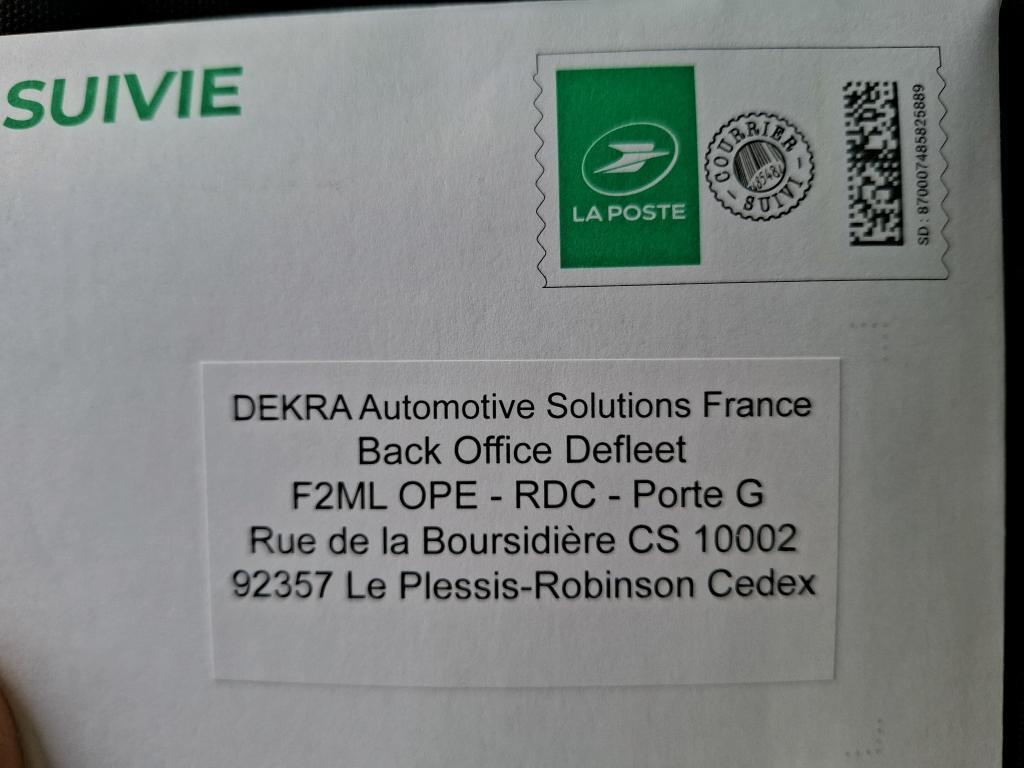 SUIVIE
LA POSTE
COURRIER
SUIVI
SD : 870007485825889
DEKRA Automotive Solutions France
Back Office Defleet
F2ML OPE - RDC - Porte G
Rue de la Boursidière CS 10002
92357 Le Plessis-Robinson Cedex